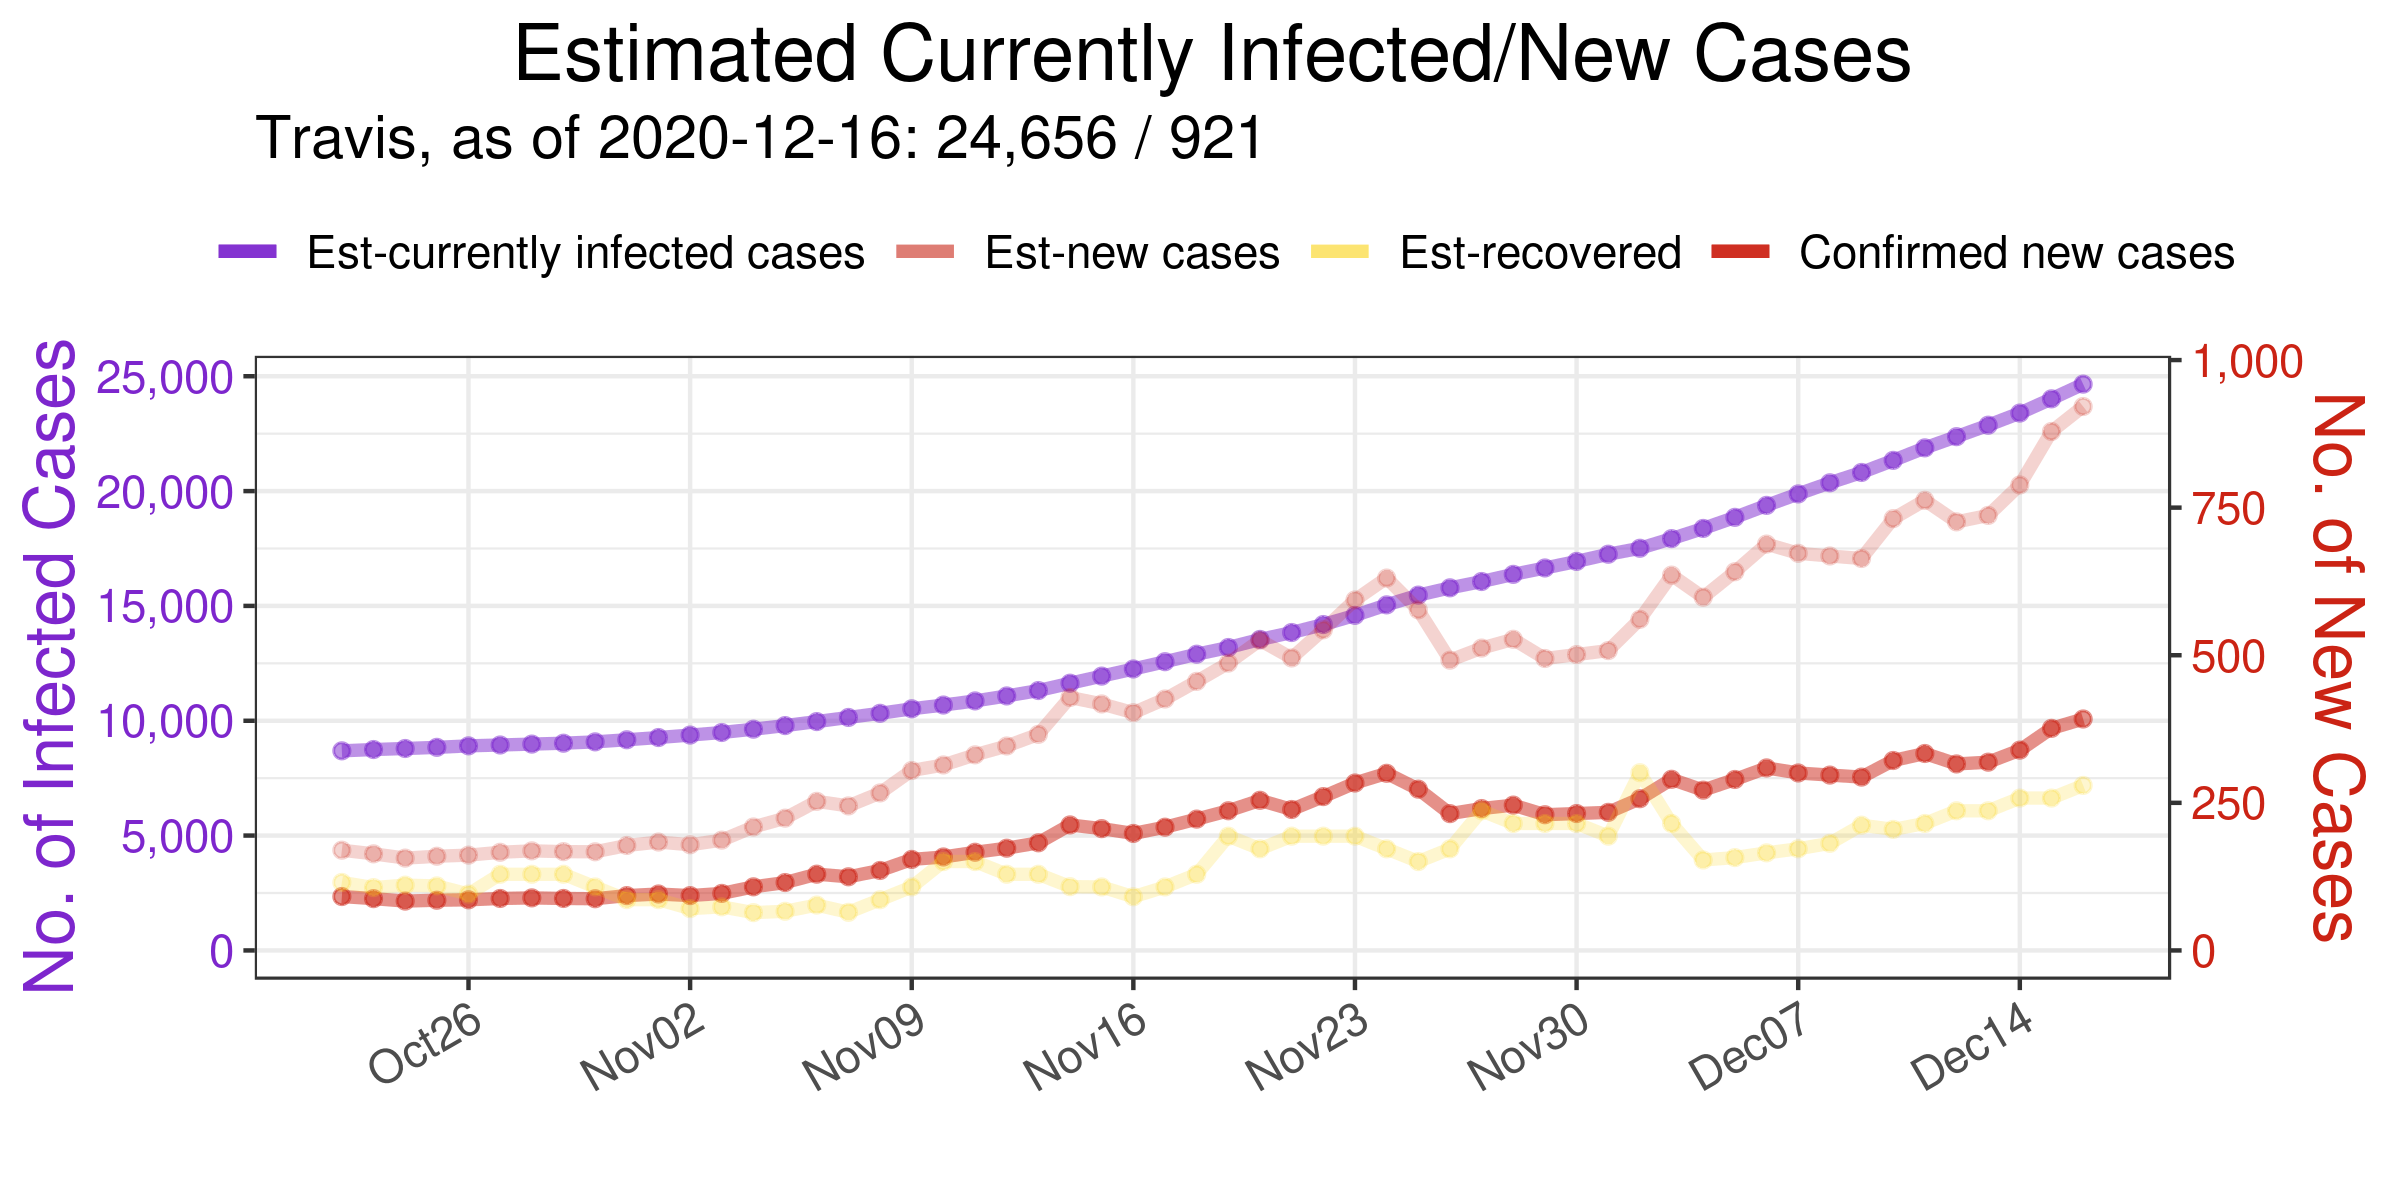 Estimated Currently Infected/New Cases
Travis, as of 2020-12-16: 24,656 / 921
Est-currently infected cases Est-new cases Est-recovered Confirmed new cases
No. of Infected Cases
25,000
20,000
15,000
10,000
5,000
0
1,000
750
500
250
0
No. of New Cases
Oct26 Nov02 Nov09 Nov16 Nov23 Nov30 Dec07 Dec14